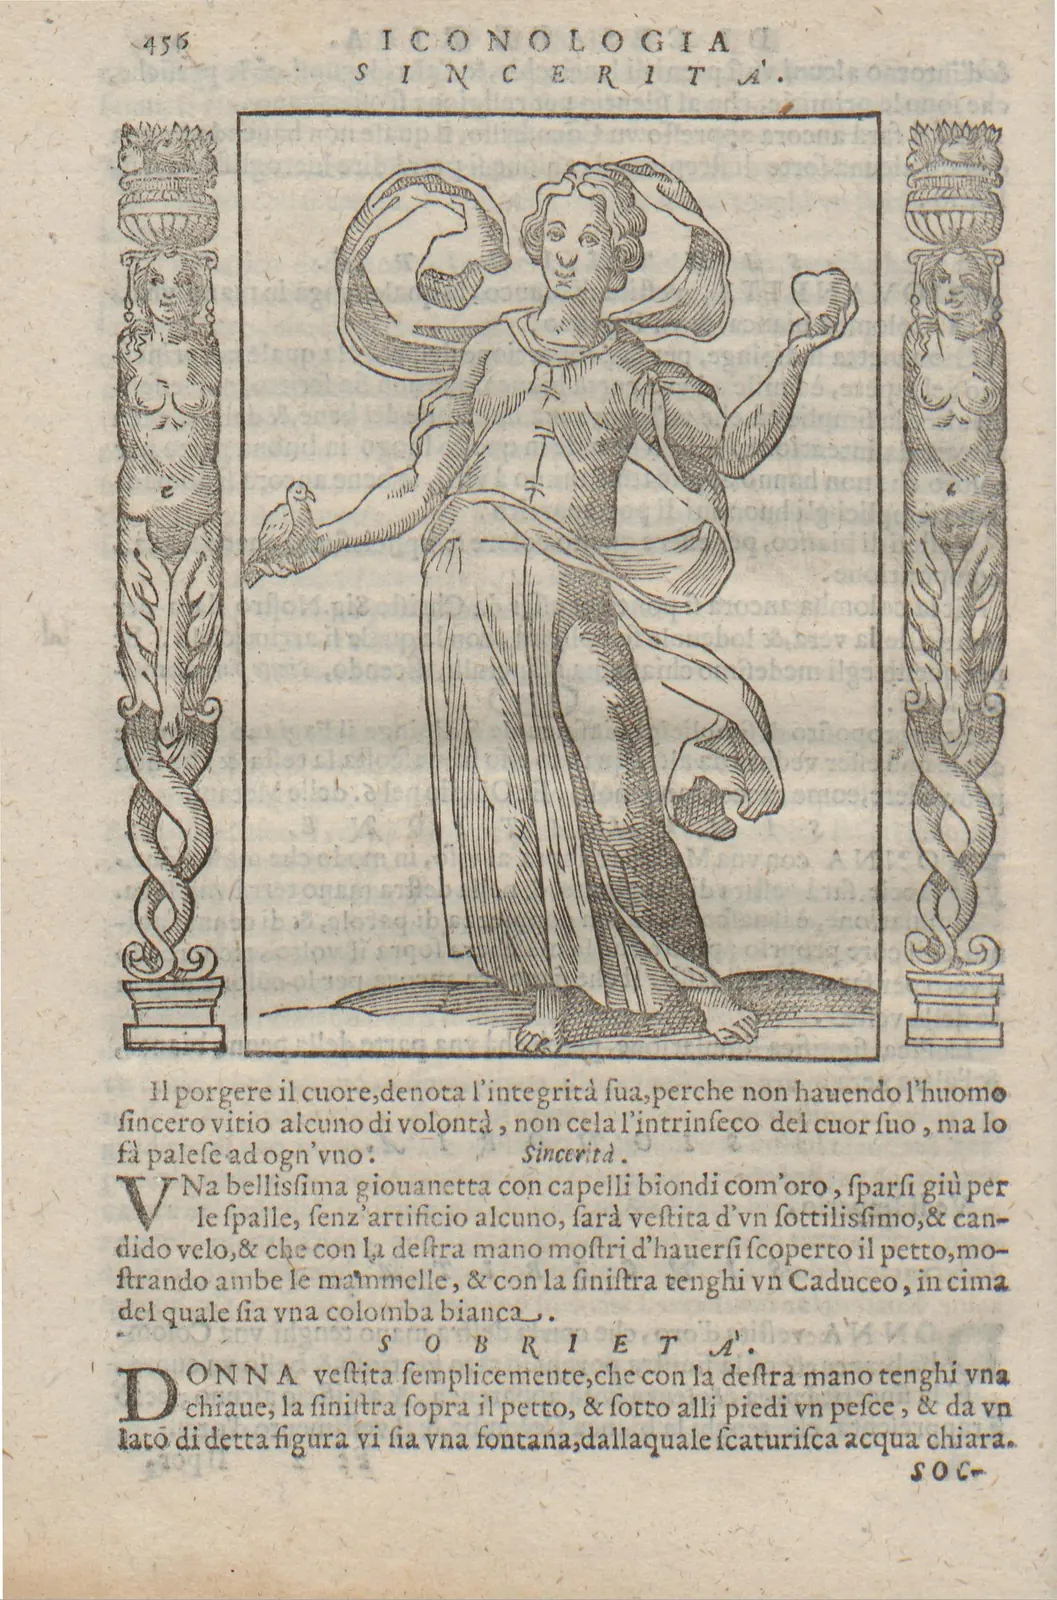 456 ICONOLOGIA
SINCERITÀ.
Il porgere il cuore,denota l'integrità ſua,perche non hauendo l'huomo
ſincero vitio alcuno di volontà, non cela l'intrinſeco del cuor ſuo, ma lo
fà paleſe ad ogn'vno. Sincerità.
VNa bellisſima giouanetta con capelli biondi com'oro, ſparſi giù per
le ſpalle, ſenz'artificio alcuno, ſarà veſtita d'vn ſottilisſimo,& can-
dido velo,& che con la deſtra mano moſtri d'hauerſi ſcoperto il petto,mo-
ſtrando ambe le mammelle, & con la ſiniſtra tenghi vn Caduceo, in cima
del quale ſia vna colomba bianca.
SOBRIETÀ.
DONNA veſtita ſemplicemente,che con la deſtra mano tenghi vna
chiaue, la ſiniſtra ſopra il petto, & ſotto alli piedi vn peſce, & da vn
lato di detta figura vi ſia vna fontana,dallaquale ſcaturiſca acqua chiara.
SOC-